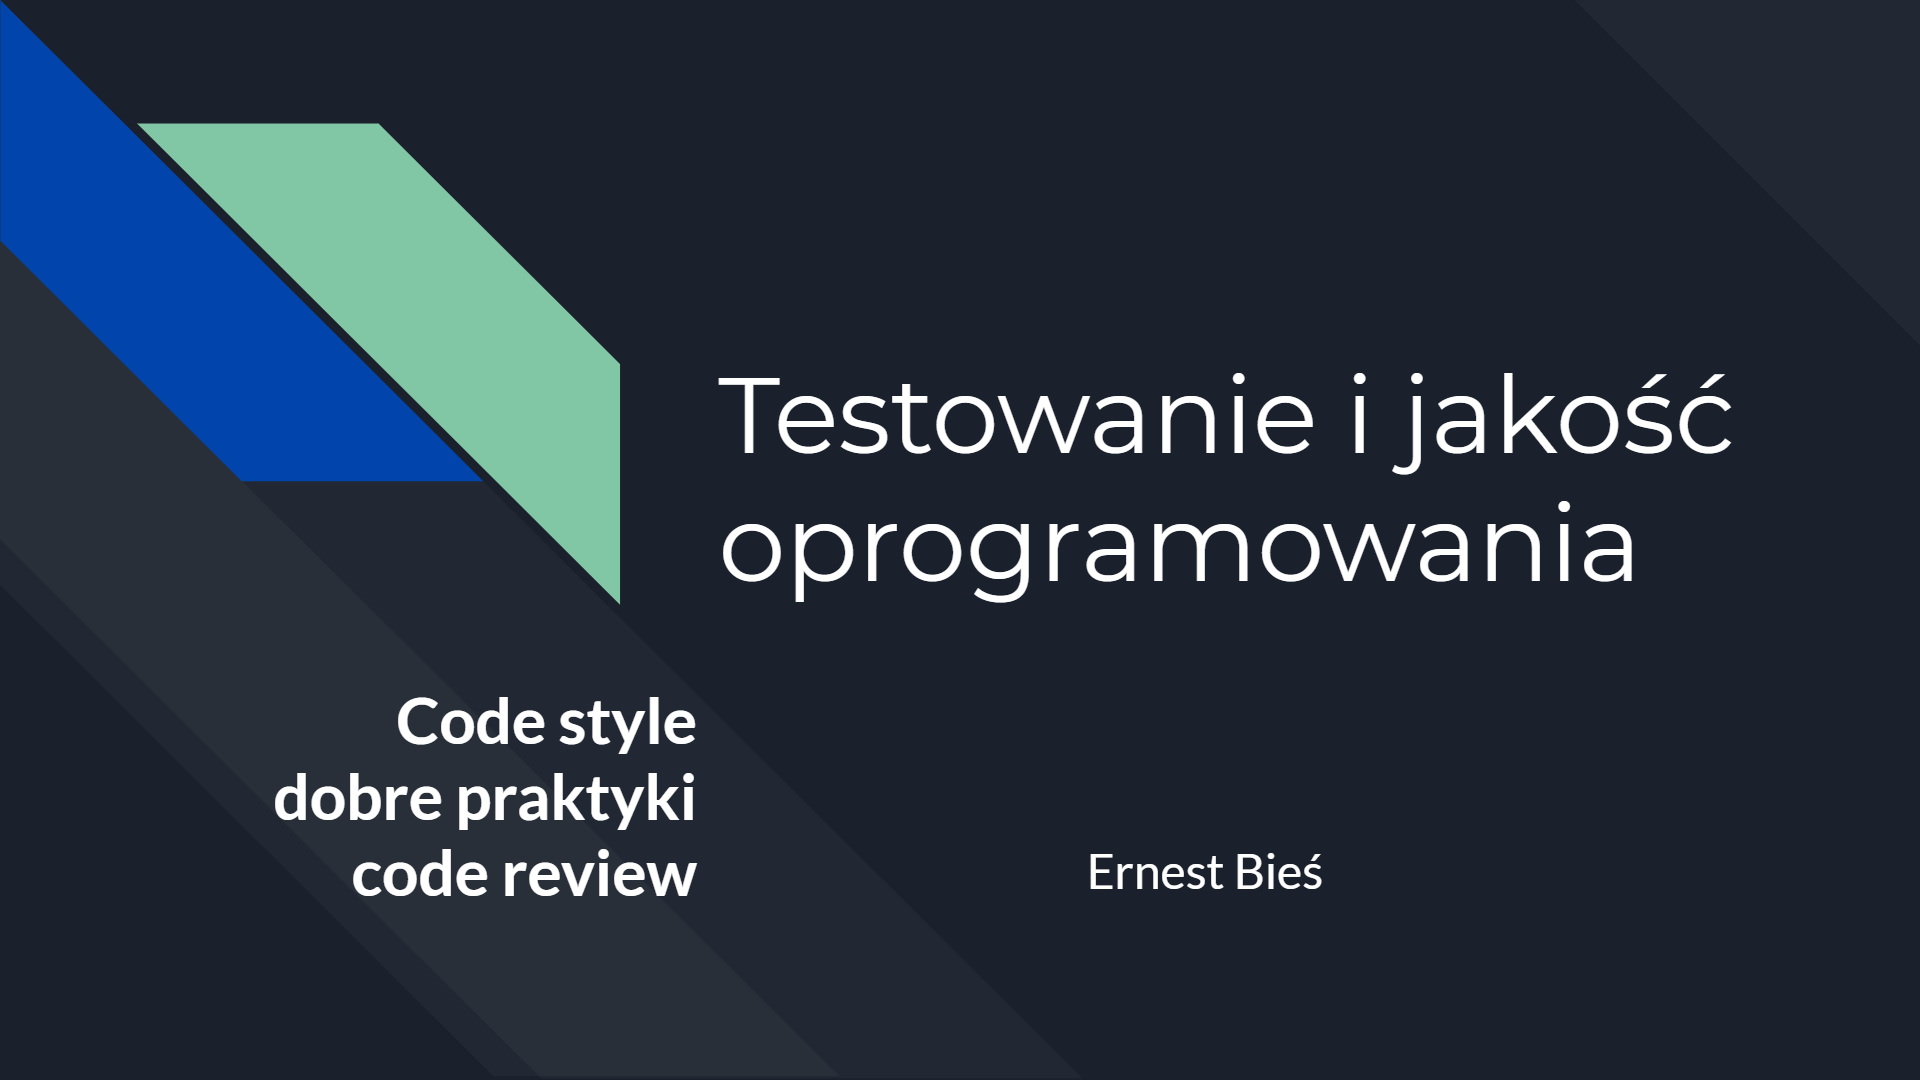 Testowanie i jakość
oprogramowania
Code style
dobre praktyki
code review
Ernest Bieś